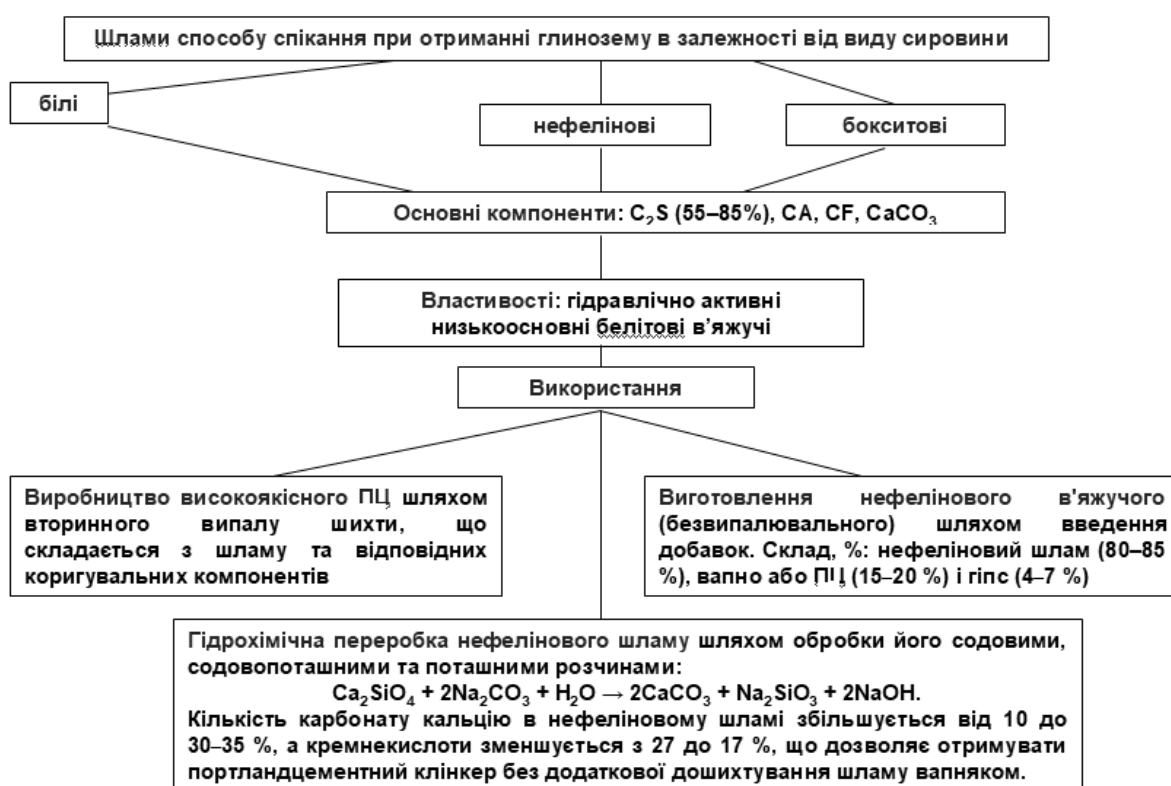 Шлами способу спікання при отриманні глинозему в залежності від виду сировини
білі
нефелінові
бокситові
Основні компоненти: C₂S (55–85%), CA, CF, CaCO₃
Властивості: гідравлічно активні
низькоосновні белітові в’яжучі
Використання
Виробництво високоякісного ПЦ шляхом
вторинного випалу шихти, що
складається з шламу та відповідних
коригувальних компонентів
Виготовлення нефелінового в'яжучого
(безвипалювального) шляхом введення
добавок. Склад, %: нефеліновий шлам (80–85
%), вапно або ПЦ (15–20 %) і гіпс (4–7 %)
Гідрохімічна переробка нефелінового шламу шляхом обробки його содовими,
содовопоташними та поташними розчинами:
Ca₂SiO₄ + 2Na₂CO₃ + H₂O → 2CaCO₃ + Na₂SiO₃ + 2NaOH.
Кількість карбонату кальцію в нефеліновому шламі збільшується від 10 до
30–35 %, а кремнекислоти зменшується з 27 до 17 %, що дозволяє отримувати
портландцементний клінкер без додаткової дошихтування шламу вапняком.